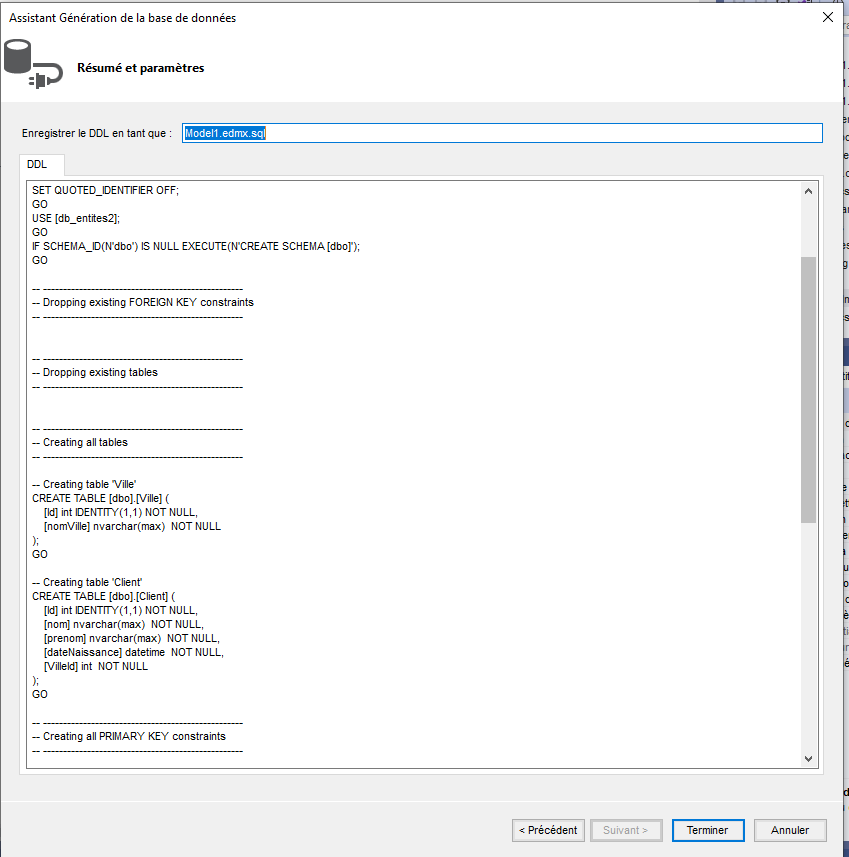 Assistant Génération de la base de données
Résumé et paramètres
Enregistrer le DDL en tant que :
Model1.edmx.sql
DDL
SET QUOTED_IDENTIFIER OFF;
GO
USE [db_entites2];
GO
IF SCHEMA_ID(N'dbo') IS NULL EXECUTE(N'CREATE SCHEMA [dbo]');
GO
-- --------------------------------------------------
-- Dropping existing FOREIGN KEY constraints
-- --------------------------------------------------
-- --------------------------------------------------
-- Dropping existing tables
-- --------------------------------------------------
-- --------------------------------------------------
-- Creating all tables
-- --------------------------------------------------
-- Creating table 'Ville'
CREATE TABLE [dbo].[Ville] (
[Id] int IDENTITY(1,1) NOT NULL,
[nomVille] nvarchar(max)  NOT NULL
);
GO
-- Creating table 'Client'
CREATE TABLE [dbo].[Client] (
[Id] int IDENTITY(1,1) NOT NULL,
[nom] nvarchar(max)  NOT NULL,
[prenom] nvarchar(max)  NOT NULL,
[dateNaissance] datetime  NOT NULL,
[VilleId] int  NOT NULL
);
GO
-- --------------------------------------------------
-- Creating all PRIMARY KEY constraints
-- --------------------------------------------------
< Précédent
Suivant >
Terminer
Annuler